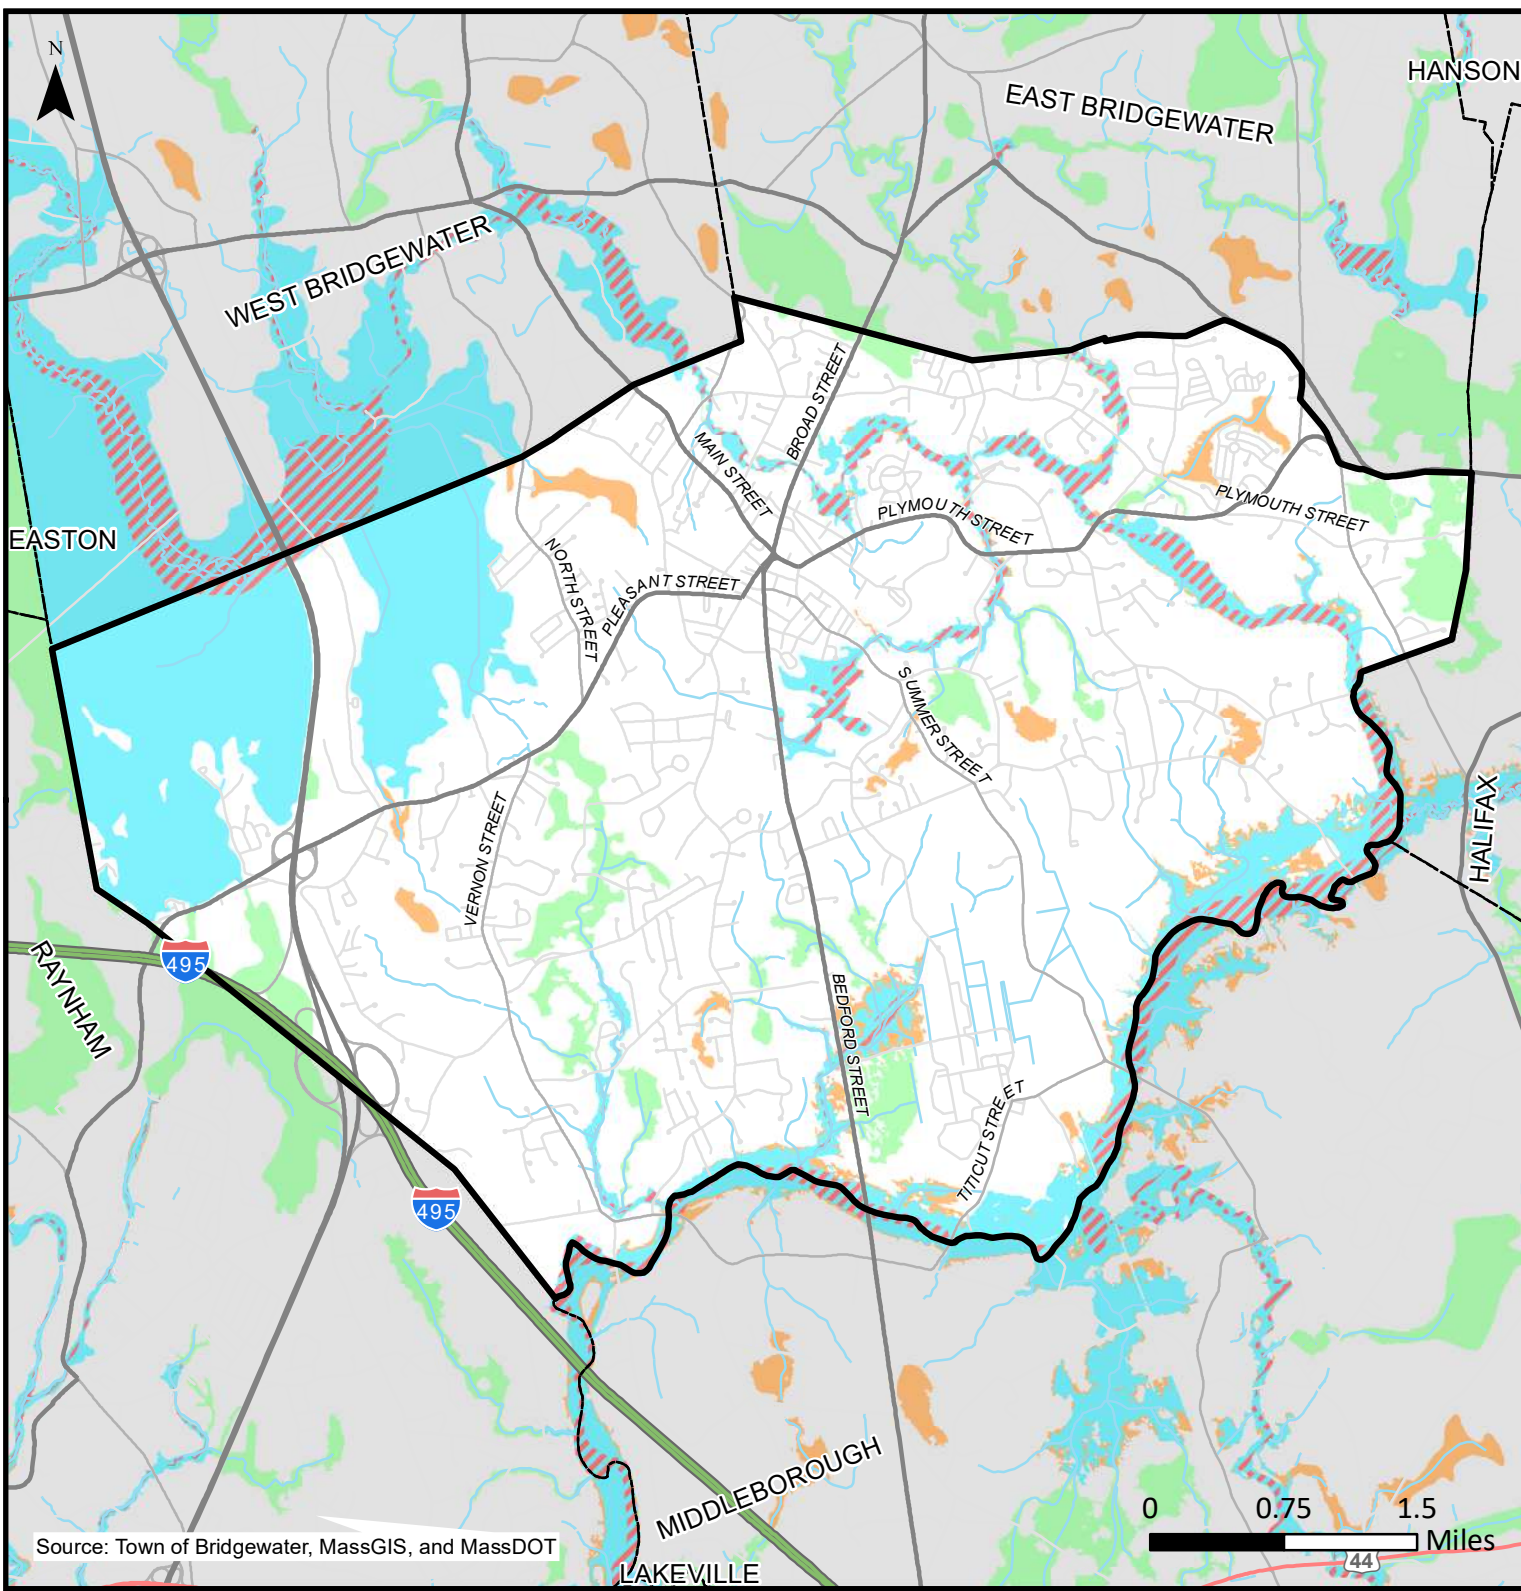 N
HANSON
EAST BRIDGEWATER
WEST BRIDGEWATER
BROAD STREET
MAIN STREET
PLYMOUTH STREET
PLYMOUTH STREET
EASTON
NORTH STREET
PLEASANT STREET
SUMMER STREET
VERNON STREET
HALIFAX
RAYNHAM
495
BEDFORD STREET
TITICUT STREET
495
MIDDLEBOROUGH
0 0.75 1.5
Miles
Source: Town of Bridgewater, MassGIS, and MassDOT
44
LAKEVILLE